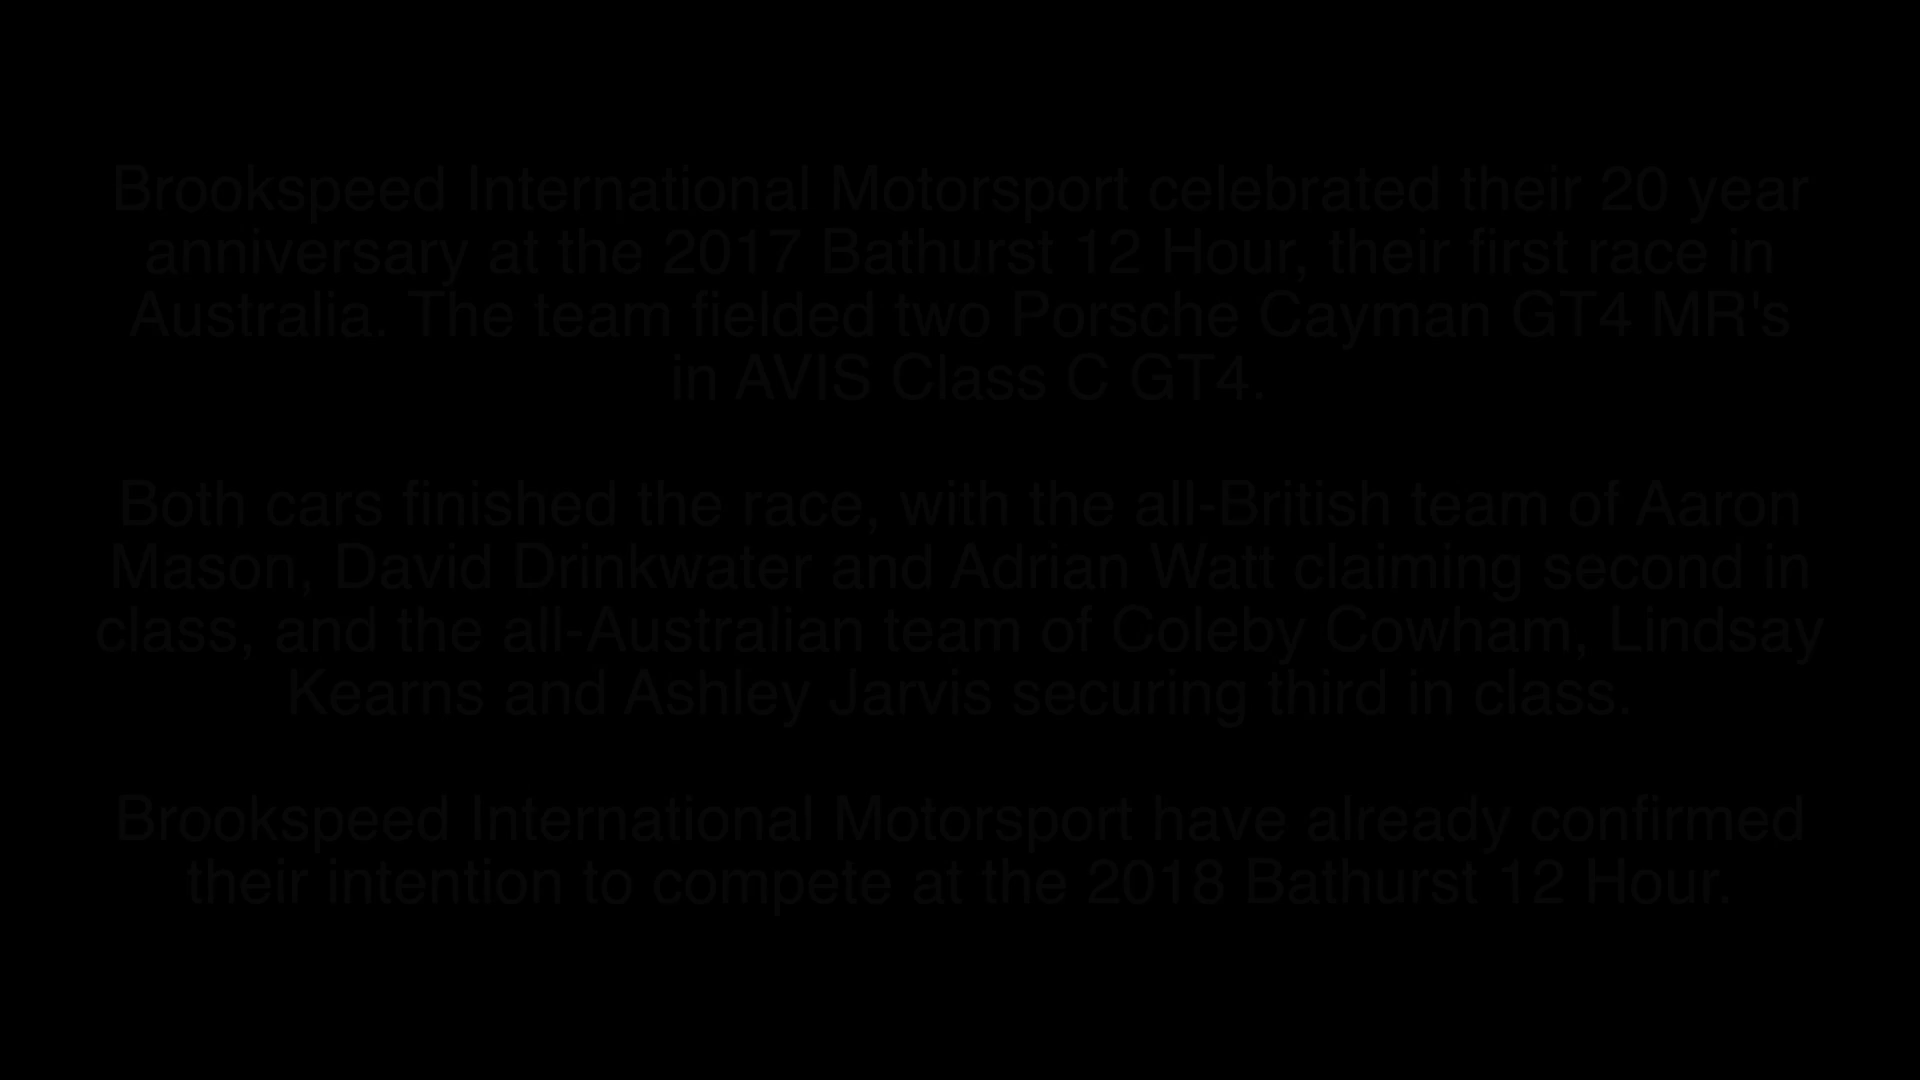 Brookspeed International Motorsport celebrated their 20 year
anniversary at the 2017 Bathurst 12 Hour, their first race in
Australia. The team fielded two Porsche Cayman GT4 MR's
in AVIS Class C GT4.
Both cars finished the race, with the all-British team of Aaron
Mason, David Drinkwater and Adrian Watt claiming second in
class, and the all-Australian team of Coleby Cowham, Lindsay
Kearns and Ashley Jarvis securing third in class.
Brookspeed International Motorsport have already confirmed
their intention to compete at the 2018 Bathurst 12 Hour.